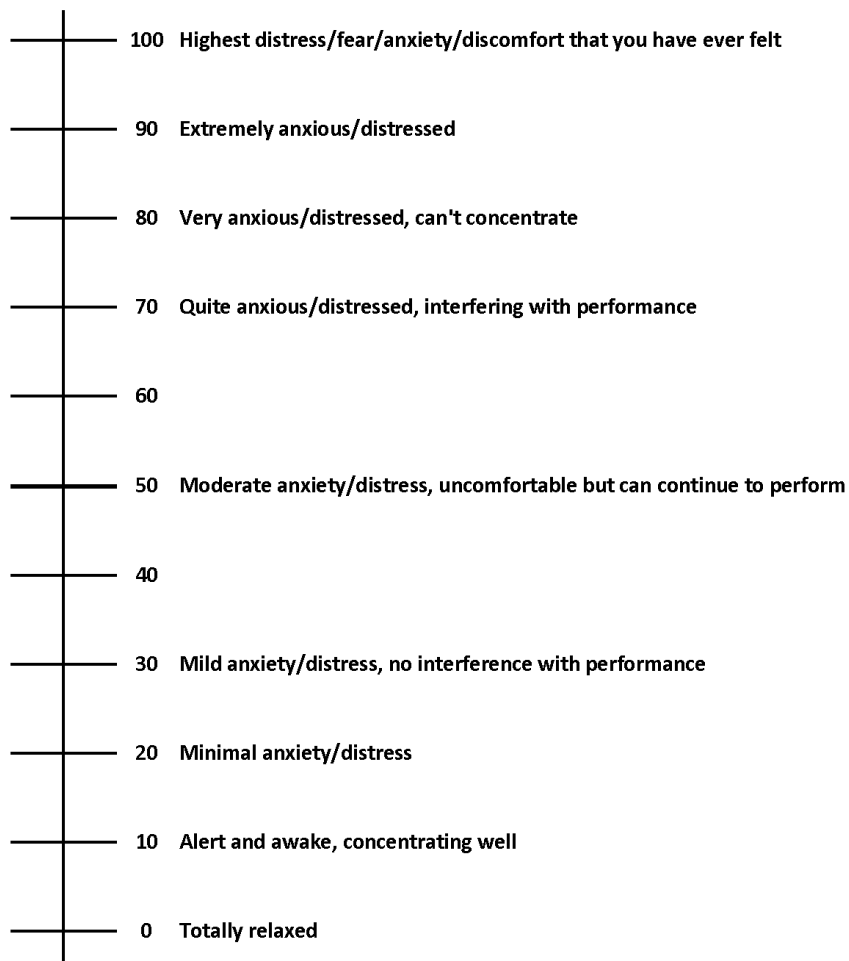 100 Highest distress/fear/anxiety/discomfort that you have ever felt
90 Extremely anxious/distressed
80 Very anxious/distressed, can't concentrate
70 Quite anxious/distressed, interfering with performance
60
50 Moderate anxiety/distress, uncomfortable but can continue to perform
40
30 Mild anxiety/distress, no interference with performance
20 Minimal anxiety/distress
10 Alert and awake, concentrating well
0 Totally relaxed